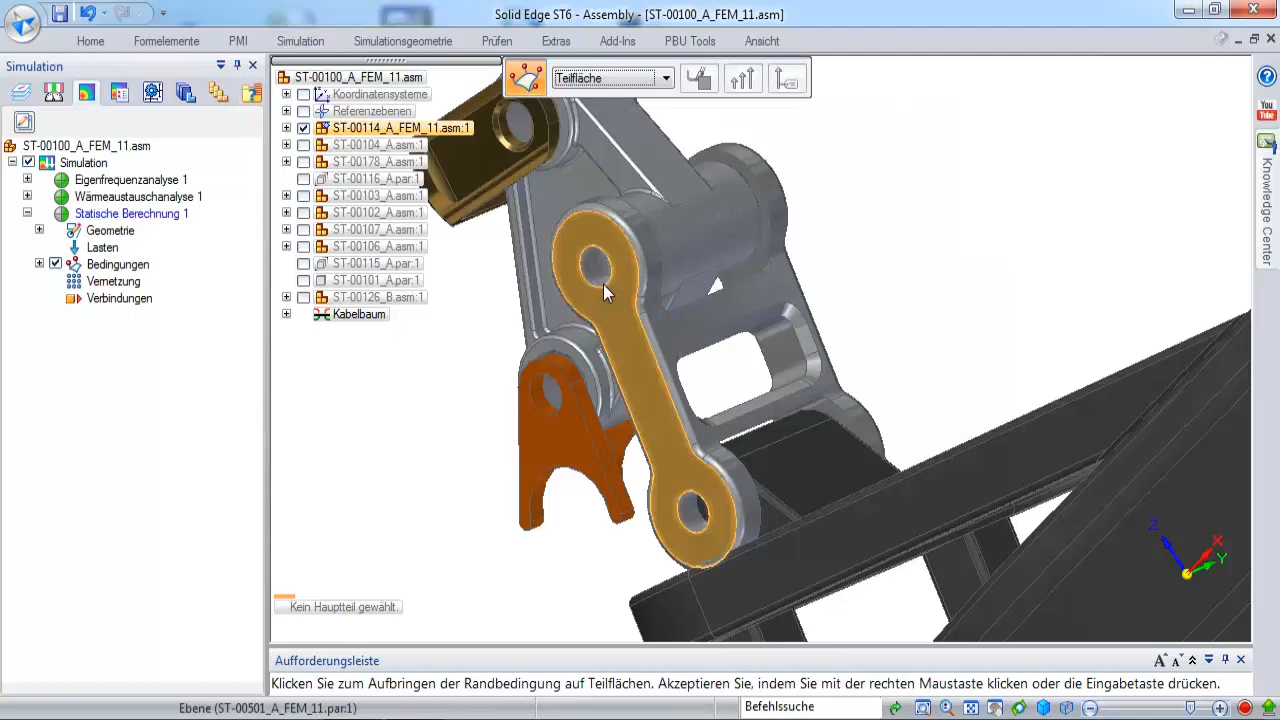 Solid Edge ST6 - Assembly - [ST-00100_A_FEM_11.asm]
Home
Formelemente
PMI
Simulation
Simulationsgeometrie
Prüfen
Extras
Add-Ins
PBU Tools
Ansicht
Simulation
ST-00100_A_FEM_11.asm
Simulation
Eigenfrequenzanalyse 1
Wärmeaustauschanalyse 1
Statische Berechnung 1
Geometrie
Lasten
Bedingungen
Vernetzung
Verbindungen
ST-00100_A_FEM_11.asm
Koordinatensysteme
Referenzebenen
ST-00114_A_FEM_11.asm:1
ST-00104_A.asm:1
ST-00178_A.asm:1
ST-00116_A.par:1
ST-00103_A.asm:1
ST-00102_A.asm:1
ST-00107_A.asm:1
ST-00106_A.asm:1
ST-00115_A.par:1
ST-00101_A.par:1
ST-00126_B.asm:1
Kabelbaum
Teilfläche
You
Tube
Knowledge Center
Z
X
Y
Kein Hauptteil gewählt.
Aufforderungsleiste
A A
Klicken Sie zum Aufbringen der Randbedingung auf Teilflächen. Akzeptieren Sie, indem Sie mit der rechten Maustaste klicken oder die Eingabetaste drücken.
Ebene (ST-00501_A_FEM_11.par:1)
Befehlssuche